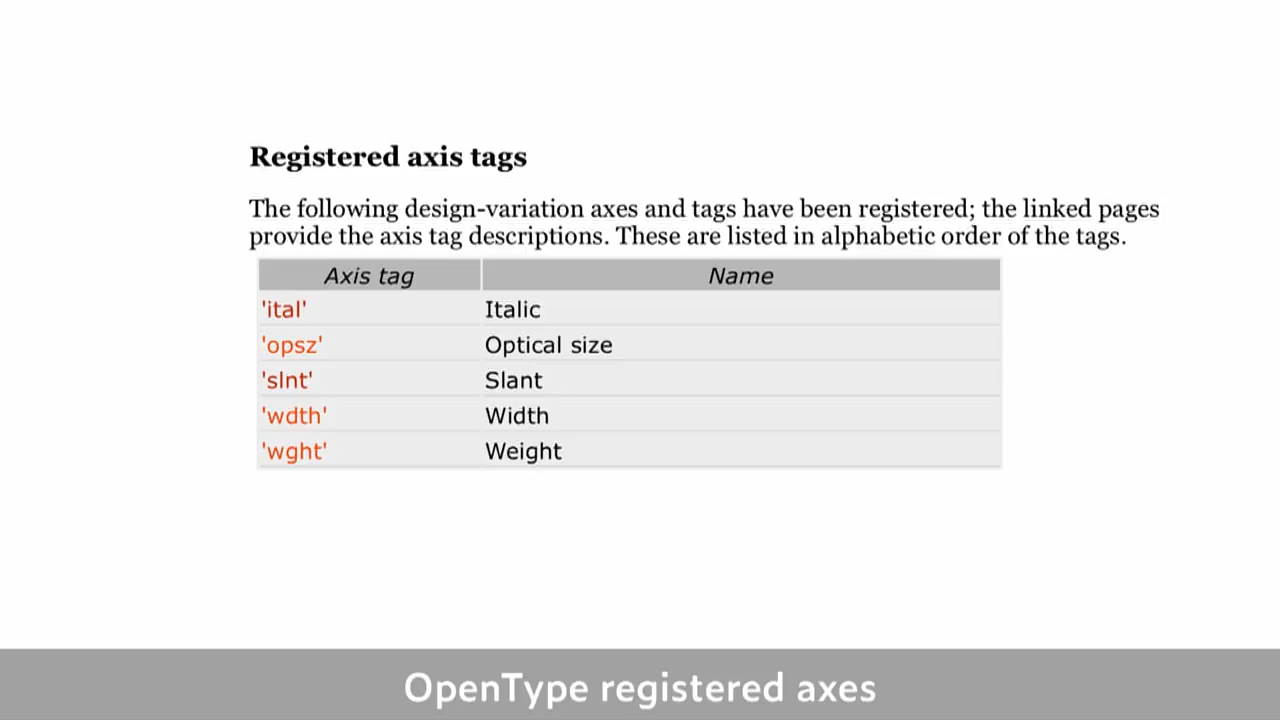 Registered axis tags
The following design-variation axes and tags have been registered; the linked pages
provide the axis tag descriptions. These are listed in alphabetic order of the tags.
Axis tag Name
'ital' Italic
'opsz' Optical size
'slnt' Slant
'wdth' Width
'wght' Weight
OpenType registered axes